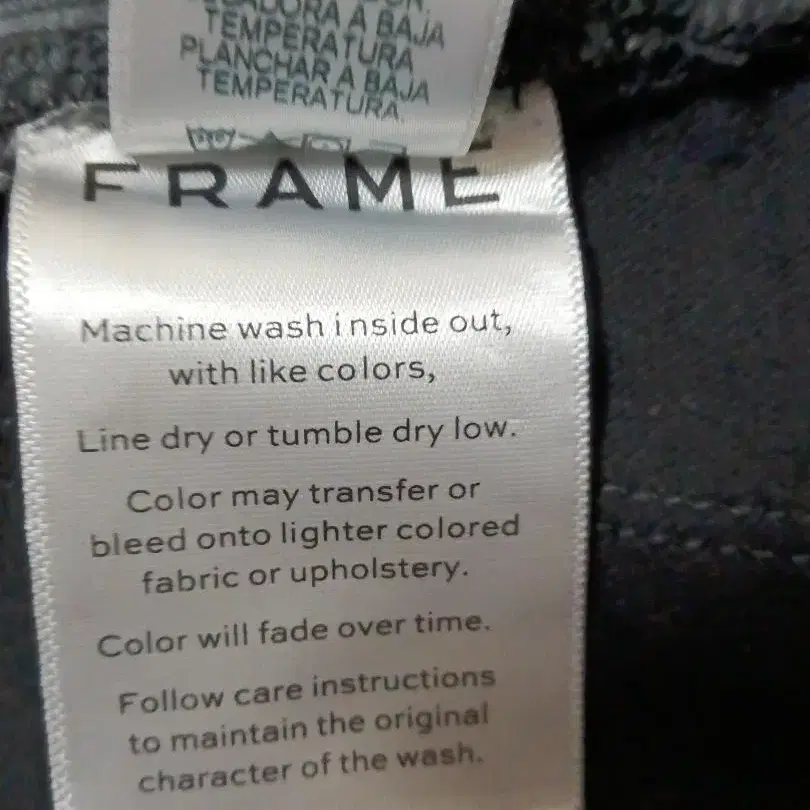 A BAJA
TEMPERATURA
PLANCHAR A BAJA
TEMPERATURA.
FRAME
Machine wash inside out,
with like colors,
Line dry or tumble dry low.
Color may transfer or
bleed onto lighter colored
fabric or upholstery.
Color will fade over time.
Follow care instructions
to maintain the original
character of the wash.